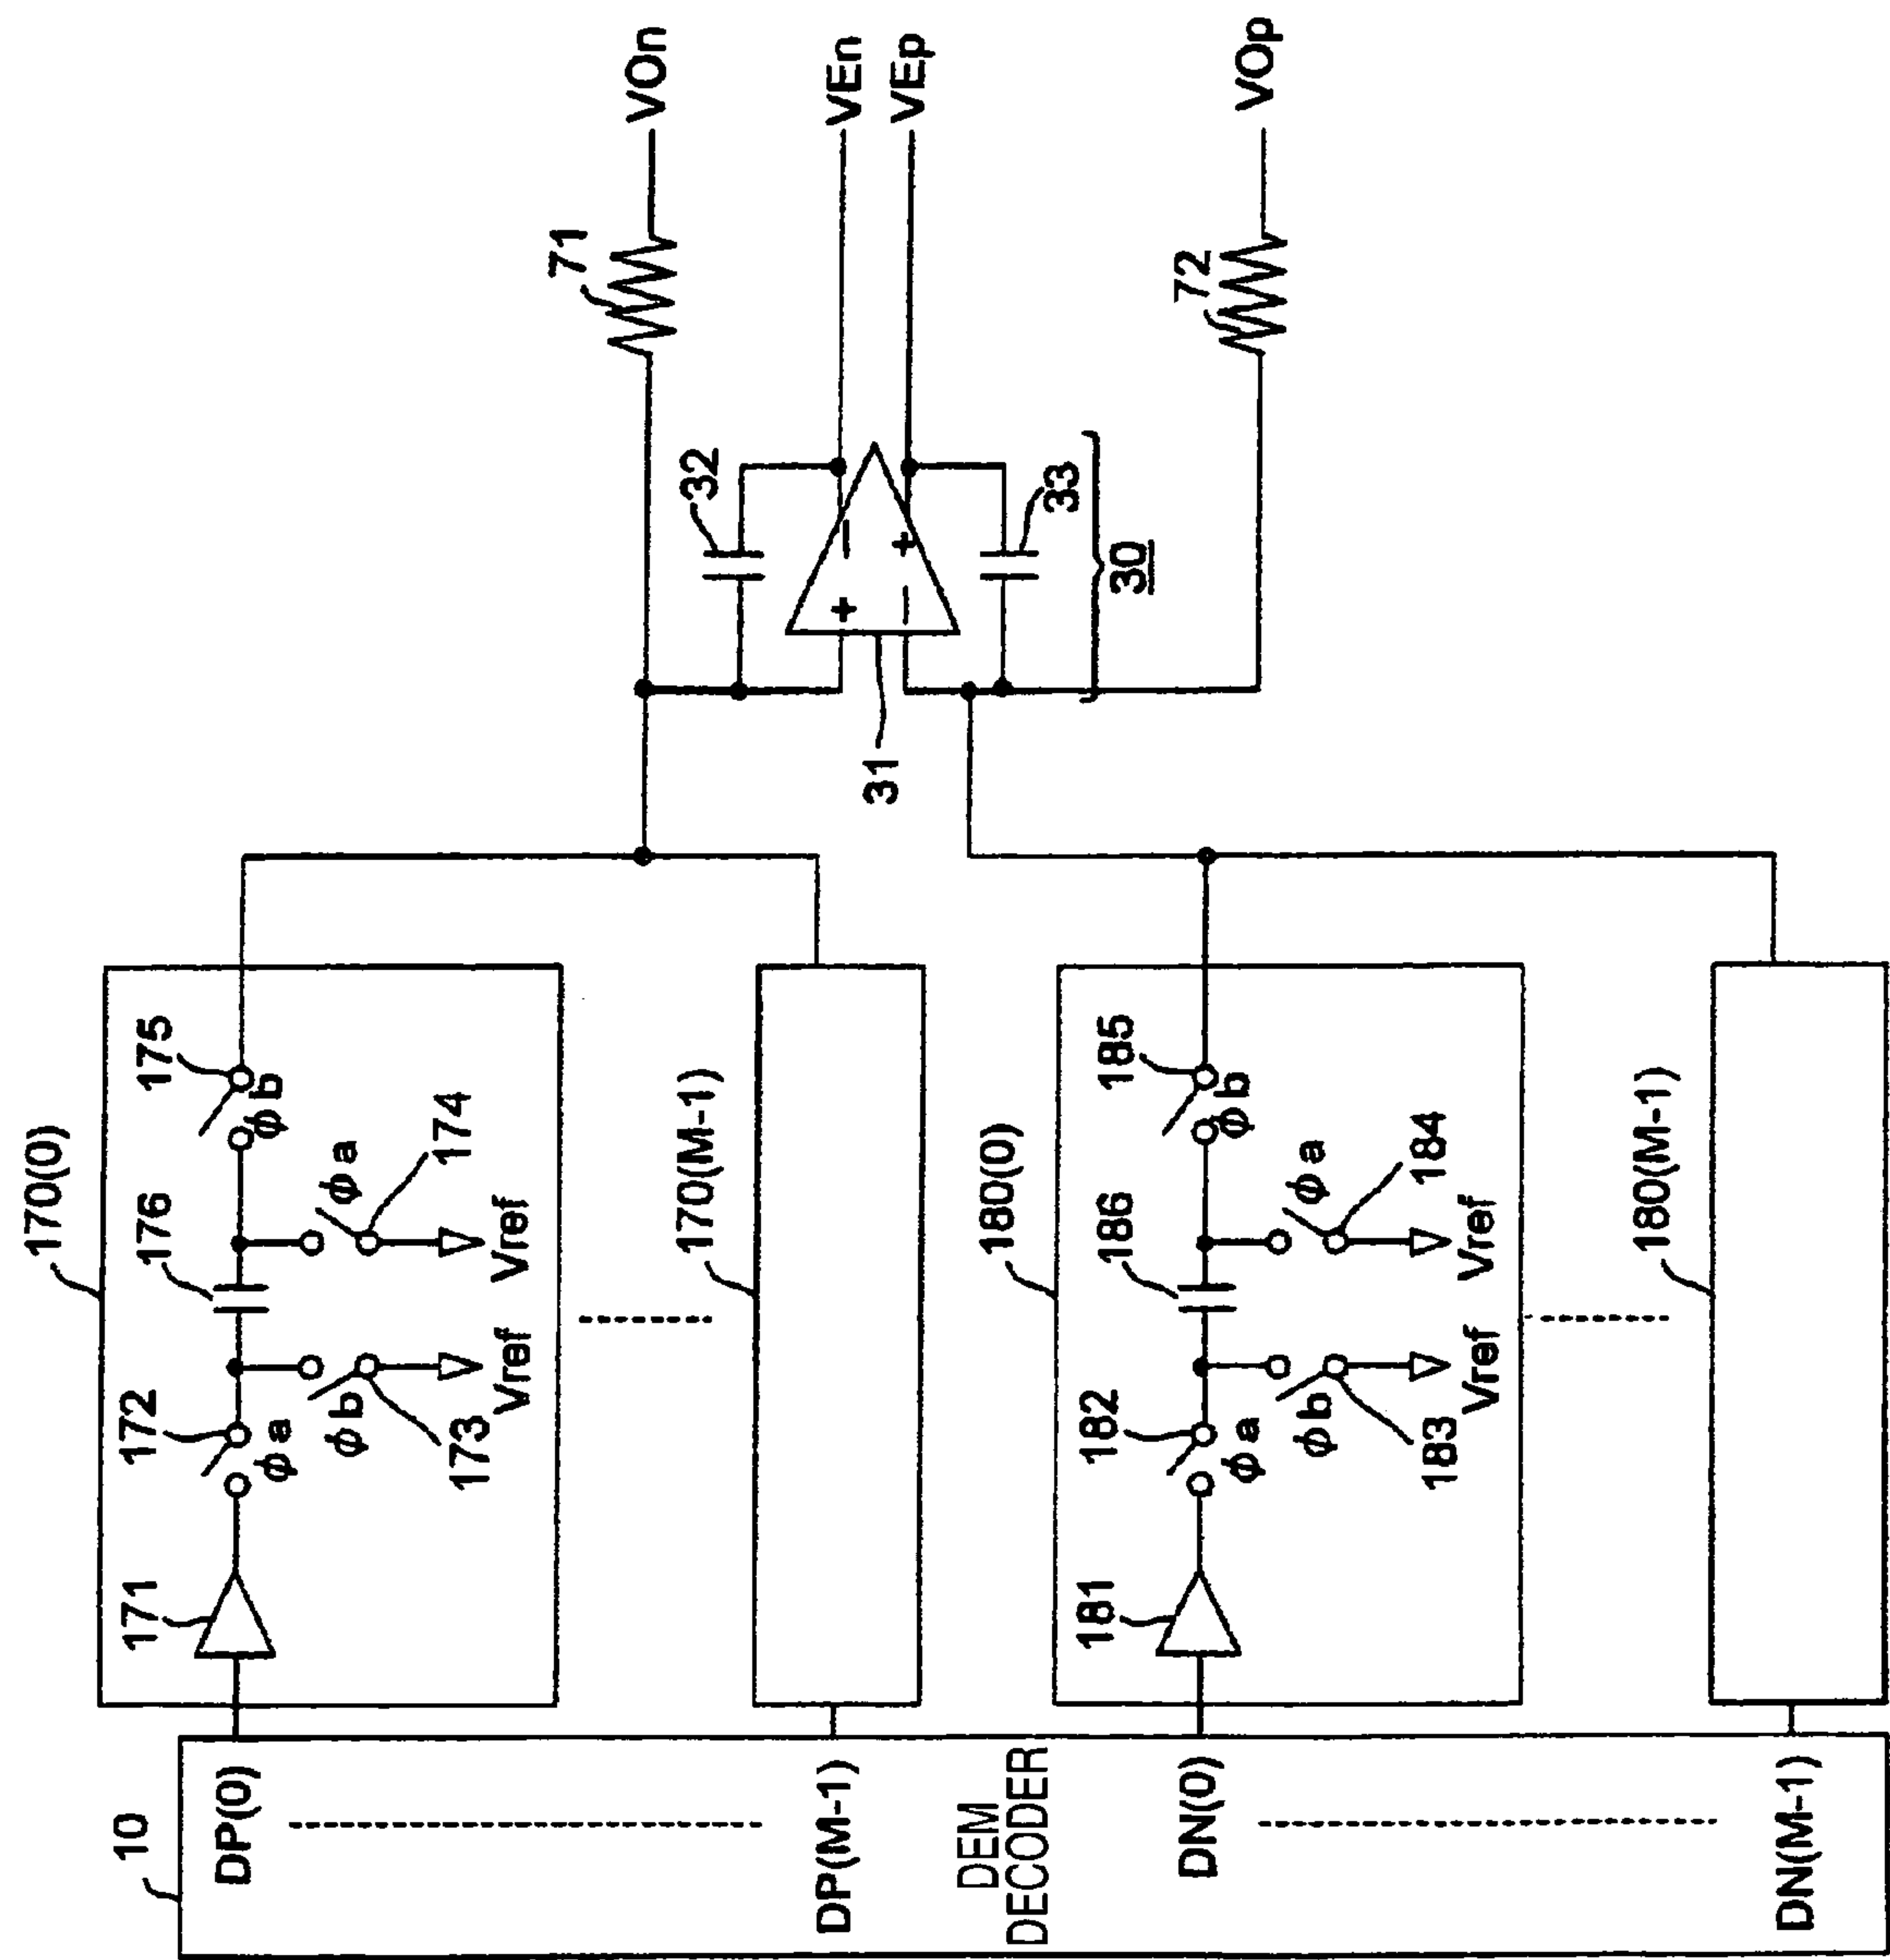 10
DP(0)
DP(M-1)
DEM
DECODER
DN(0)
DN(M-1)
170(0)
171
172
φa
φb
173
Vref
176
φa
174
Vref
175
φb
170(M-1)
180(0)
181
182
φa
φb
183
Vref
186
φa
184
Vref
185
φb
180(M-1)
31
+
−
−
+
32
33
30
71
72
VOn
VEn
VEp
VOp